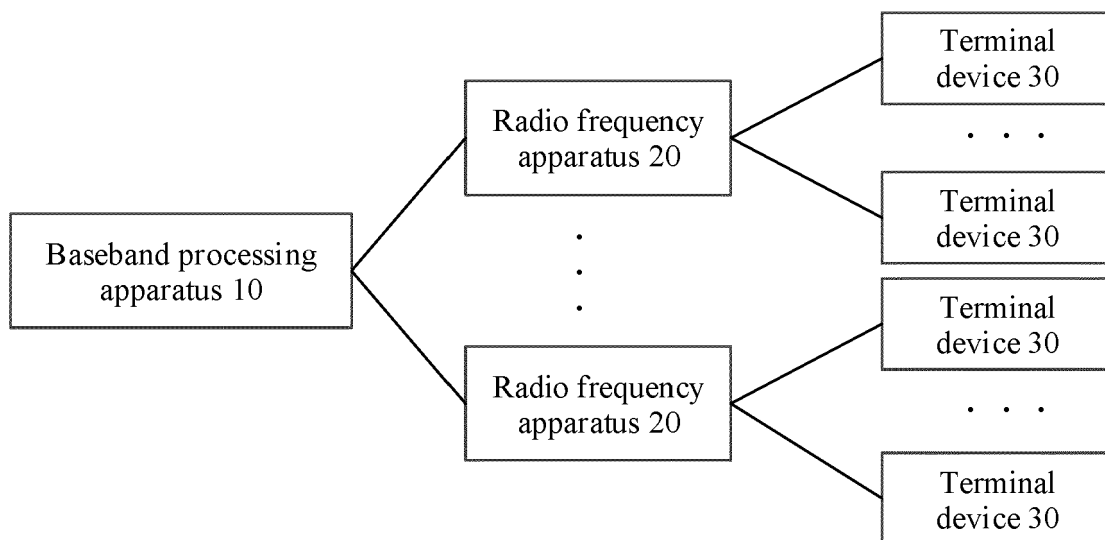 Baseband processing
apparatus 10
Radio frequency
apparatus 20
Radio frequency
apparatus 20
Terminal
device 30
Terminal
device 30
Terminal
device 30
Terminal
device 30